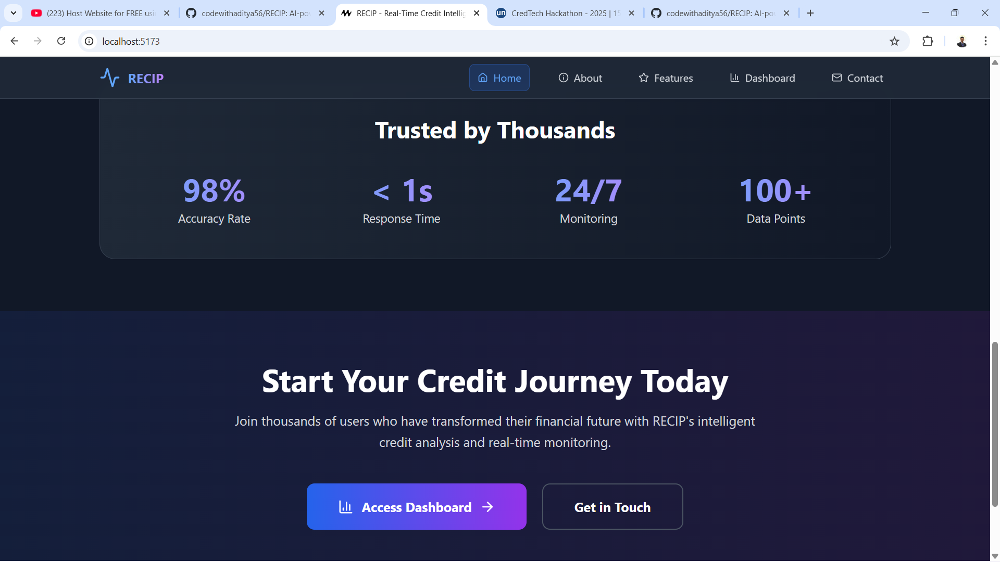 (223) Host Website for FREE usi
codewithaditya56/RECIP: AI-po
RECIP - Real-Time Credit Intellig
un CredTech Hackathon - 2025 | 15
codewithaditya56/RECIP: AI-po
localhost:5173
RECIP
Home
About
Features
Dashboard
Contact
Trusted by Thousands
98%
Accuracy Rate
< 1s
Response Time
24/7
Monitoring
100+
Data Points
Start Your Credit Journey Today
Join thousands of users who have transformed their financial future with RECIP's intelligent
credit analysis and real-time monitoring.
Access Dashboard
Get in Touch